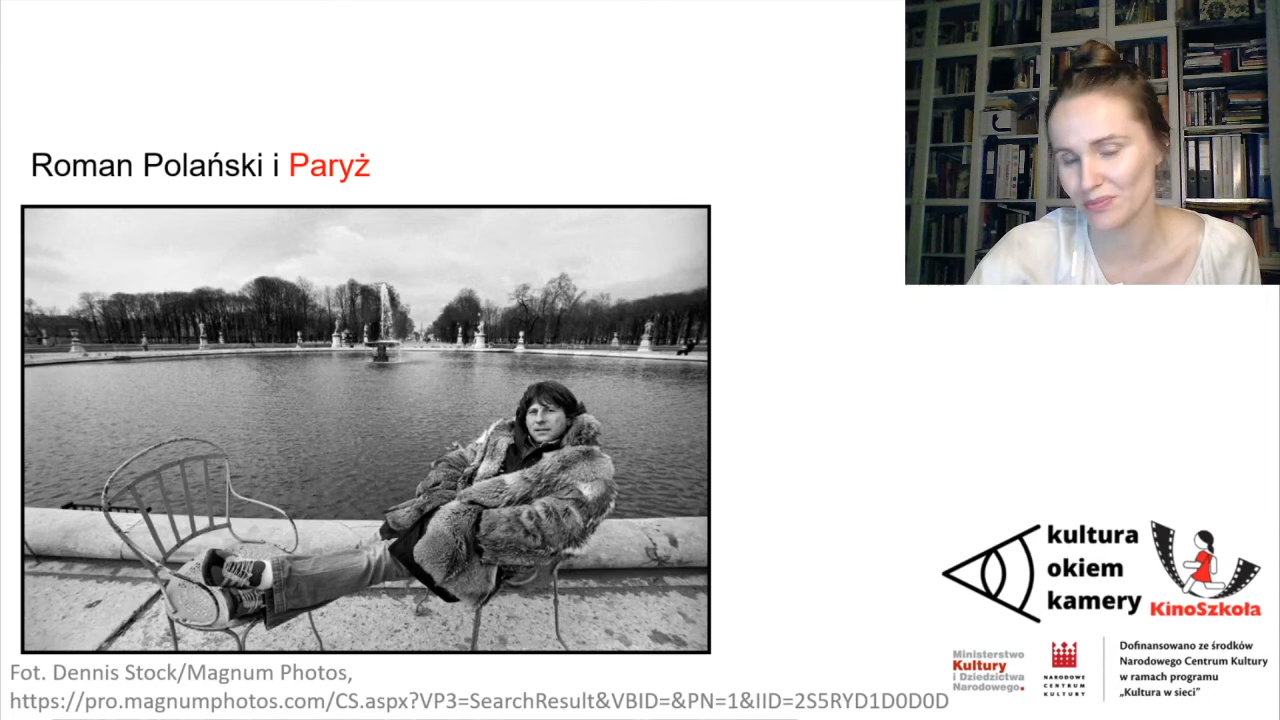 Roman Polański i Paryż
Fot. Dennis Stock/Magnum Photos,
https://pro.magnumphotos.com/CS.aspx?VP3=SearchResult&VBID=&PN=1&IID=2S5RYD1D0D0D
kultura
okiem
kamery
KinoSzkoła
Ministerstwo
Kultury
i Dziedzictwa
Narodowego.
NARODOWE
CENTRUM
KULTURY
Dofinansowano ze środków
Narodowego Centrum Kultury
w ramach programu
„Kultura w sieci”